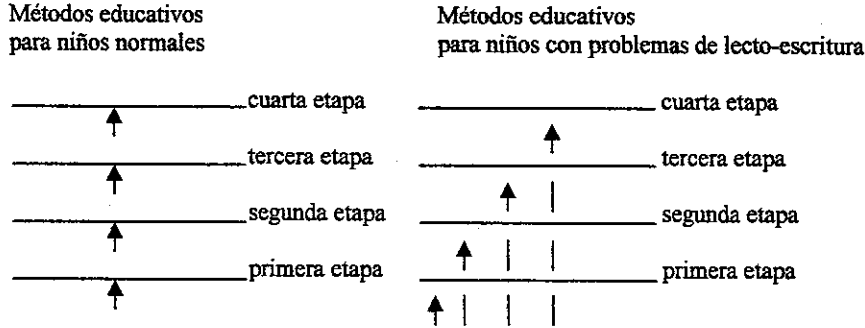 Métodos educativos
para niños normales
cuarta etapa
tercera etapa
segunda etapa
primera etapa
Métodos educativos
para niños con problemas de lecto-escritura
cuarta etapa
tercera etapa
segunda etapa
primera etapa